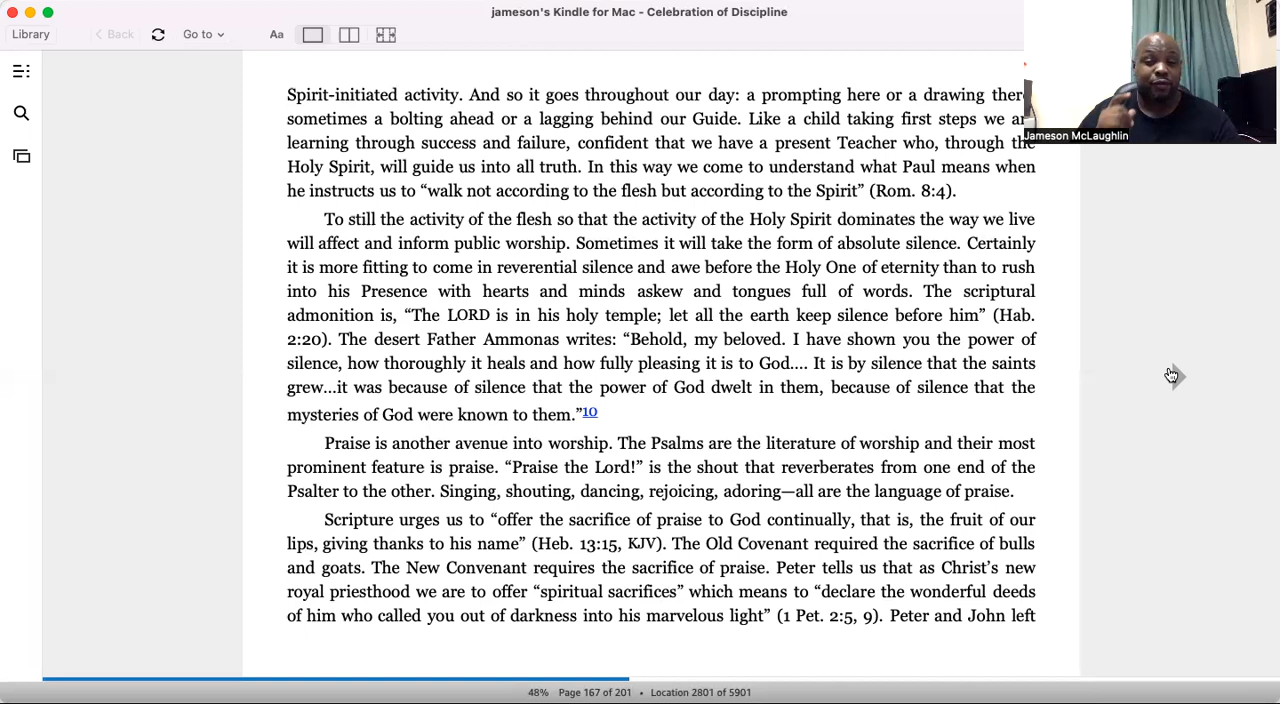 jameson's Kindle for Mac - Celebration of Discipline
Library
Back
Go to
Aa
Spirit-initiated activity. And so it goes throughout our day: a prompting here or a drawing
sometimes a bolting ahead or a lagging behind our Guide. Like a child taking first steps we
learning through success and failure, confident that we have a present Teacher who, through the
Holy Spirit, will guide us into all truth. In this way we come to understand what Paul means when
he instructs us to “walk not according to the flesh but according to the Spirit” (Rom. 8:4).
To still the activity of the flesh so that the activity of the Holy Spirit dominates the way we live
will affect and inform public worship. Sometimes it will take the form of absolute silence. Certainly
it is more fitting to come in reverential silence and awe before the Holy One of eternity than to rush
into his Presence with hearts and minds askew and tongues full of words. The scriptural
admonition is, “The LORD is in his holy temple; let all the earth keep silence before him” (Hab.
2:20). The desert Father Ammonas writes: “Behold, my beloved. I have shown you the power of
silence, how thoroughly it heals and how fully pleasing it is to God.... It is by silence that the saints
grew...it was because of silence that the power of God dwelt in them, because of silence that the
mysteries of God were known to them.”10
Praise is another avenue into worship. The Psalms are the literature of worship and their most
prominent feature is praise. “Praise the Lord!” is the shout that reverberates from one end of the
Psalter to the other. Singing, shouting, dancing, rejoicing, adoring—all are the language of praise.
Scripture urges us to “offer the sacrifice of praise to God continually, that is, the fruit of our
lips, giving thanks to his name” (Heb. 13:15, KJV). The Old Covenant required the sacrifice of bulls
and goats. The New Convenant requires the sacrifice of praise. Peter tells us that as Christ’s new
royal priesthood we are to offer “spiritual sacrifices” which means to “declare the wonderful deeds
of him who called you out of darkness into his marvelous light” (1 Pet. 2:5, 9). Peter and John left
Jameson McLaughlin
48% Page 167 of 201 • Location 2801 of 5901